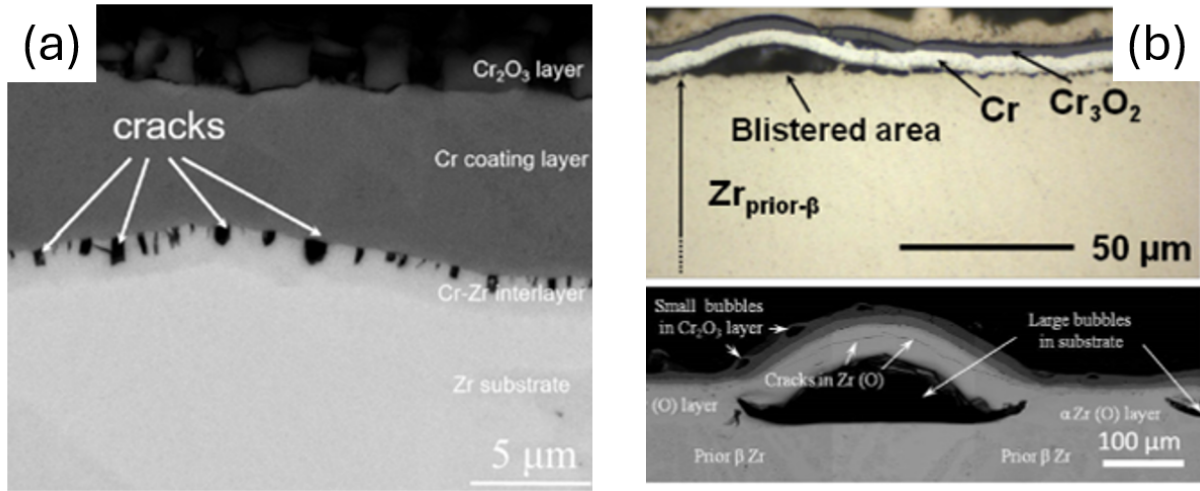 (a)
Cr₂O₃ layer
cracks
Cr coating layer
Cr-Zr interlayer
Zr substrate
5 μm
(b)
Cr
Cr₃O₂
Blistered area
Zrprior-β
50 μm
Small bubbles
in Cr₂O₃ layer
Large bubbles
in substrate
Cracks in Zr (O)
(O) layer
α Zr (O) layer
100 μm
Prior β Zr
Prior β Zr